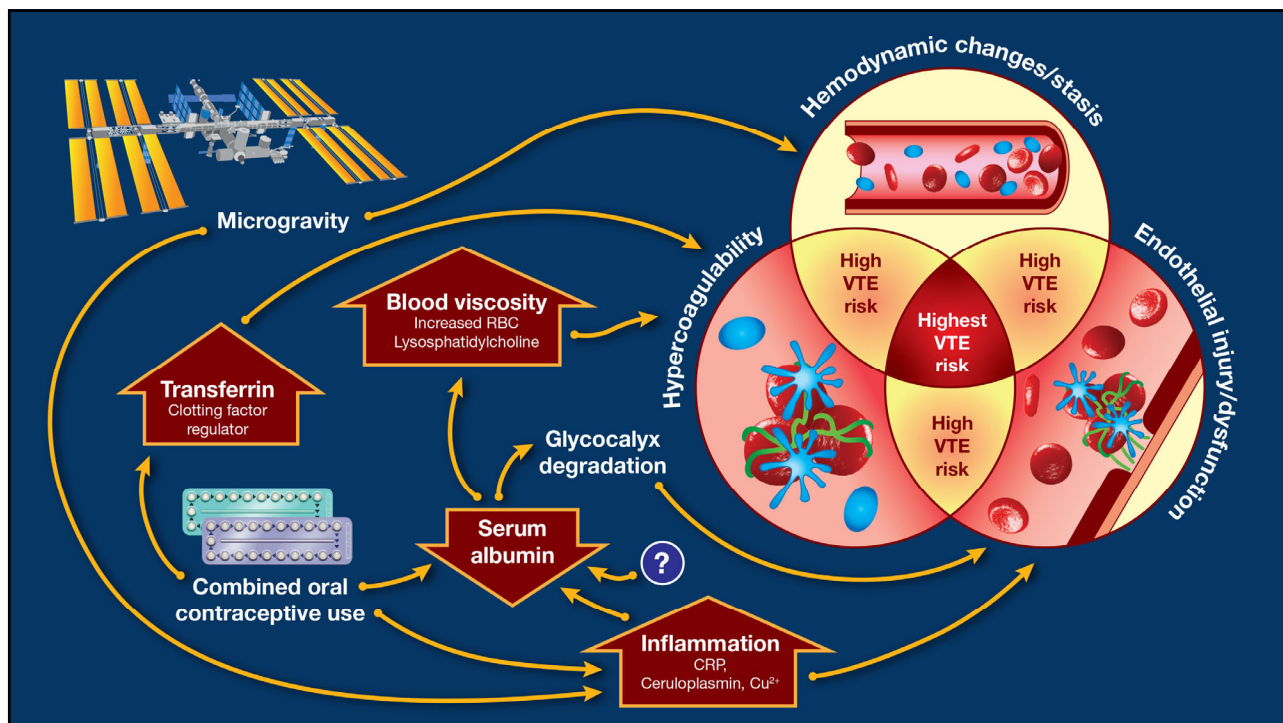 Hemodynamic changes/stasis
Microgravity
Hypercoagulability
Endothelial injury/dysfunction
High
VTE
risk
High
VTE
risk
Highest
VTE
risk
High
VTE
risk
Blood viscosity
Increased RBC
Lysosphatidylcholine
Transferrin
Clotting factor
regulator
Glycocalyx
degradation
Serum
albumin
?
Combined oral
contraceptive use
Inflammation
CRP,
Ceruloplasmin, Cu²⁺